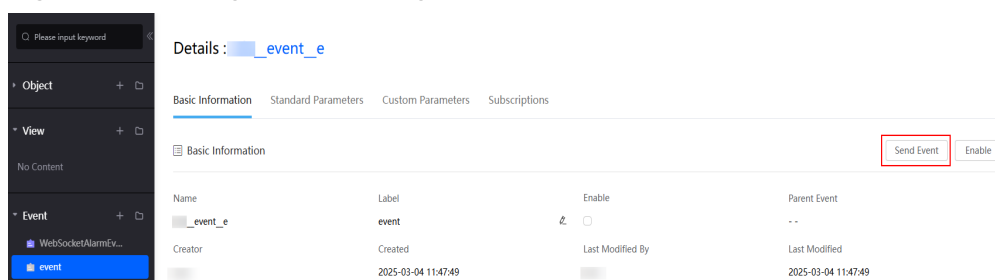 Please input keyword
Details : __event__e
Object
Basic Information Standard Parameters Custom Parameters Subscriptions
View
Basic Information
Send Event Enable
No Content
Name Label Enable Parent Event
Event
__event_e event - -
WebSocketAlarmEv...
Creator Created Last Modified By Last Modified
event
2025-03-04 11:47:49 2025-03-04 11:47:49